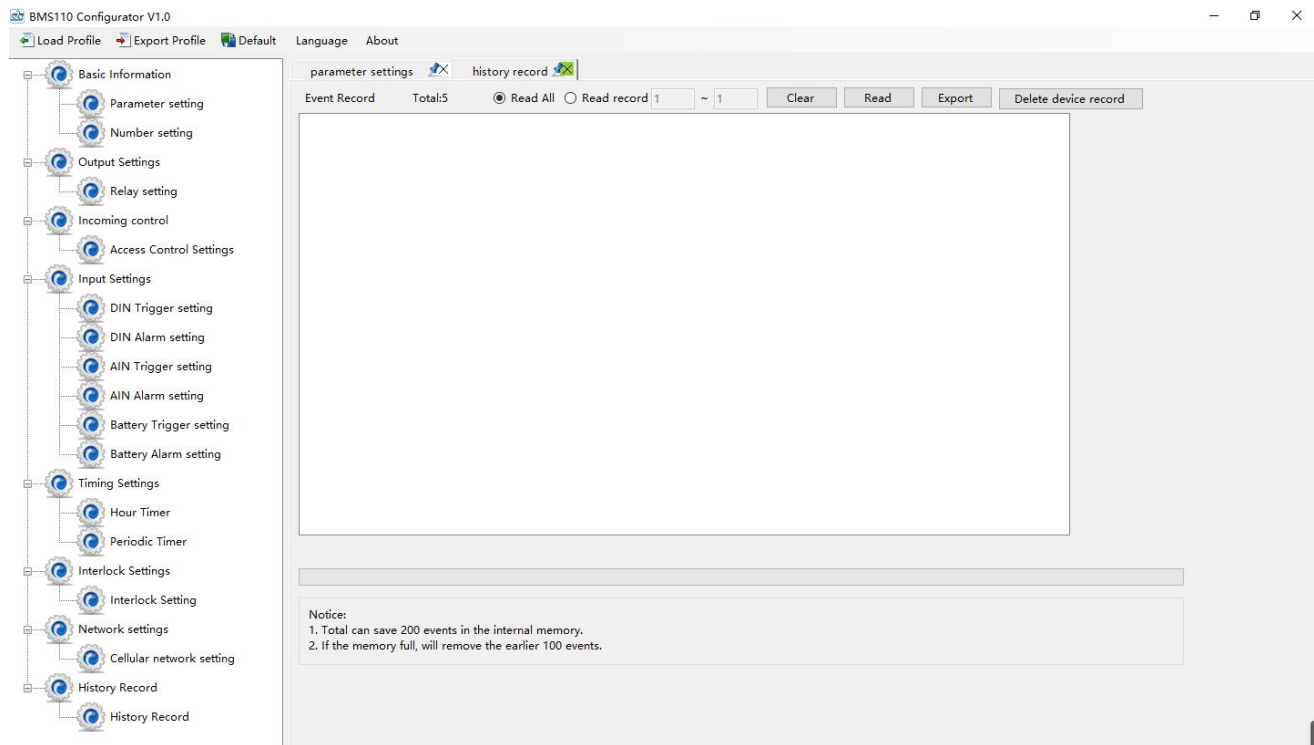 BMS110 Configurator V1.0
Load Profile Export Profile Default Language About
Basic Information
Parameter setting
Number setting
Output Settings
Relay setting
Incoming control
Access Control Settings
Input Settings
DIN Trigger setting
DIN Alarm setting
AIN Trigger setting
AIN Alarm setting
Battery Trigger setting
Battery Alarm setting
Timing Settings
Hour Timer
Periodic Timer
Interlock Settings
Interlock Setting
Network settings
Cellular network setting
History Record
History Record
parameter settings history record
Event Record Total:5 Read All Read record 1 ~ 1 Clear Read Export Delete device record
Notice:
1. Total can save 200 events in the internal memory.
2. If the memory full, will remove the earlier 100 events.